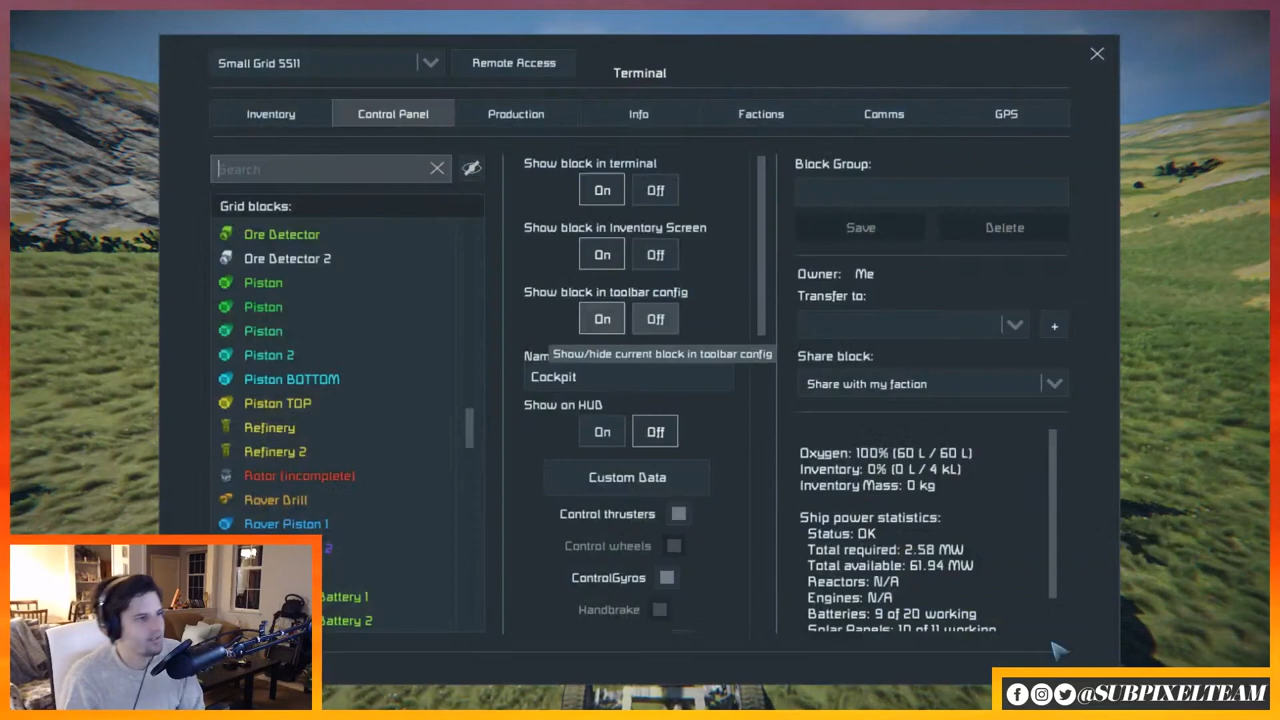 Small Grid 5511
Remote Access
Terminal
Inventory
Control Panel
Production
Info
Factions
Comms
GPS
Search
Grid blocks:
Ore Detector
Ore Detector 2
Piston
Piston
Piston
Piston 2
Piston BOTTOM
Piston TOP
Refinery
Refinery 2
Rotor (incomplete)
Rover Drill
Rover Piston 1
2
Battery 1
Battery 2
Show block in terminal
On Off
Show block in Inventory Screen
On Off
Show block in toolbar config
On Off
Show/hide current block in toolbar config
Cockpit
Show on HUD
On Off
Custom Data
Control thrusters
Control wheels
ControlGyros
Handbrake
Block Group:
Save Delete
Owner: Me
Transfer to:
+
Share block:
Share with my faction
Oxygen: 100% (60 L / 60 L)
Inventory: 0% (0 L / 4 kL)
Inventory Mass: 0 kg
Ship power statistics:
Status: OK
Total required: 2.58 MW
Total available: 61.94 MW
Reactors: N/A
Engines: N/A
Batteries: 9 of 20 working
Solar Panels: 10 of 11 working
@SUBPIXELTEAM